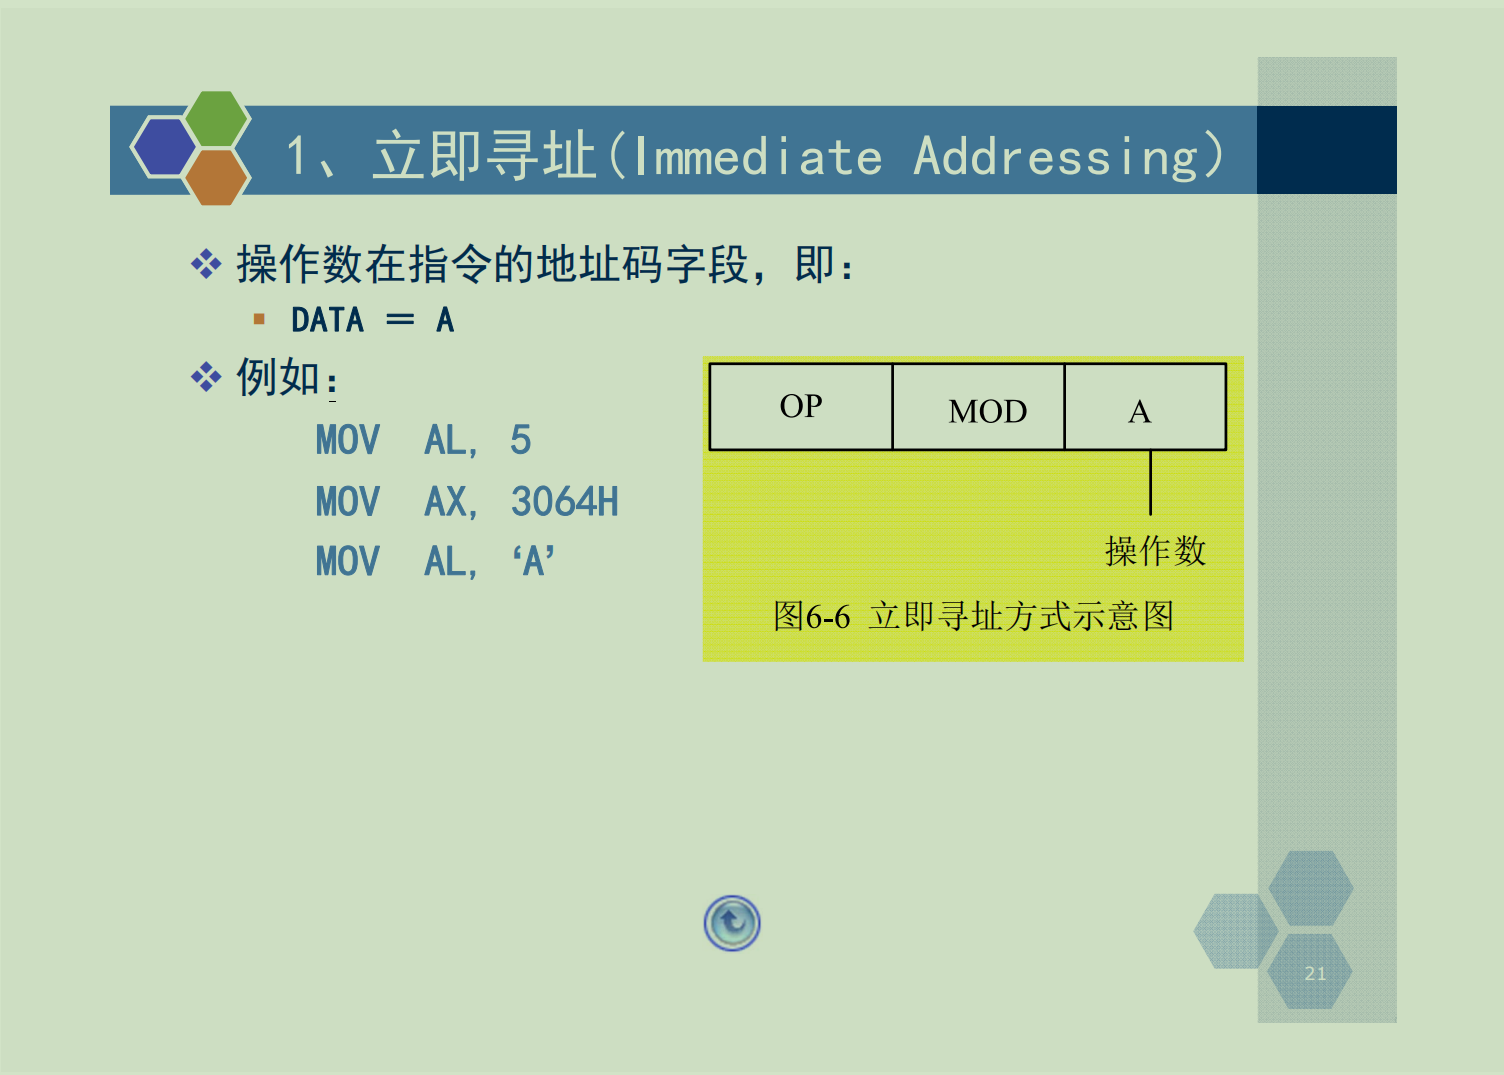 1、立即寻址(Immediate Addressing)
操作数在指令的地址码字段，即：
DATA ＝ A
例如：
MOV AL, 5
MOV AX, 3064H
MOV AL, ‘A’
OP MOD A
操作数
图6-6 立即寻址方式示意图
21